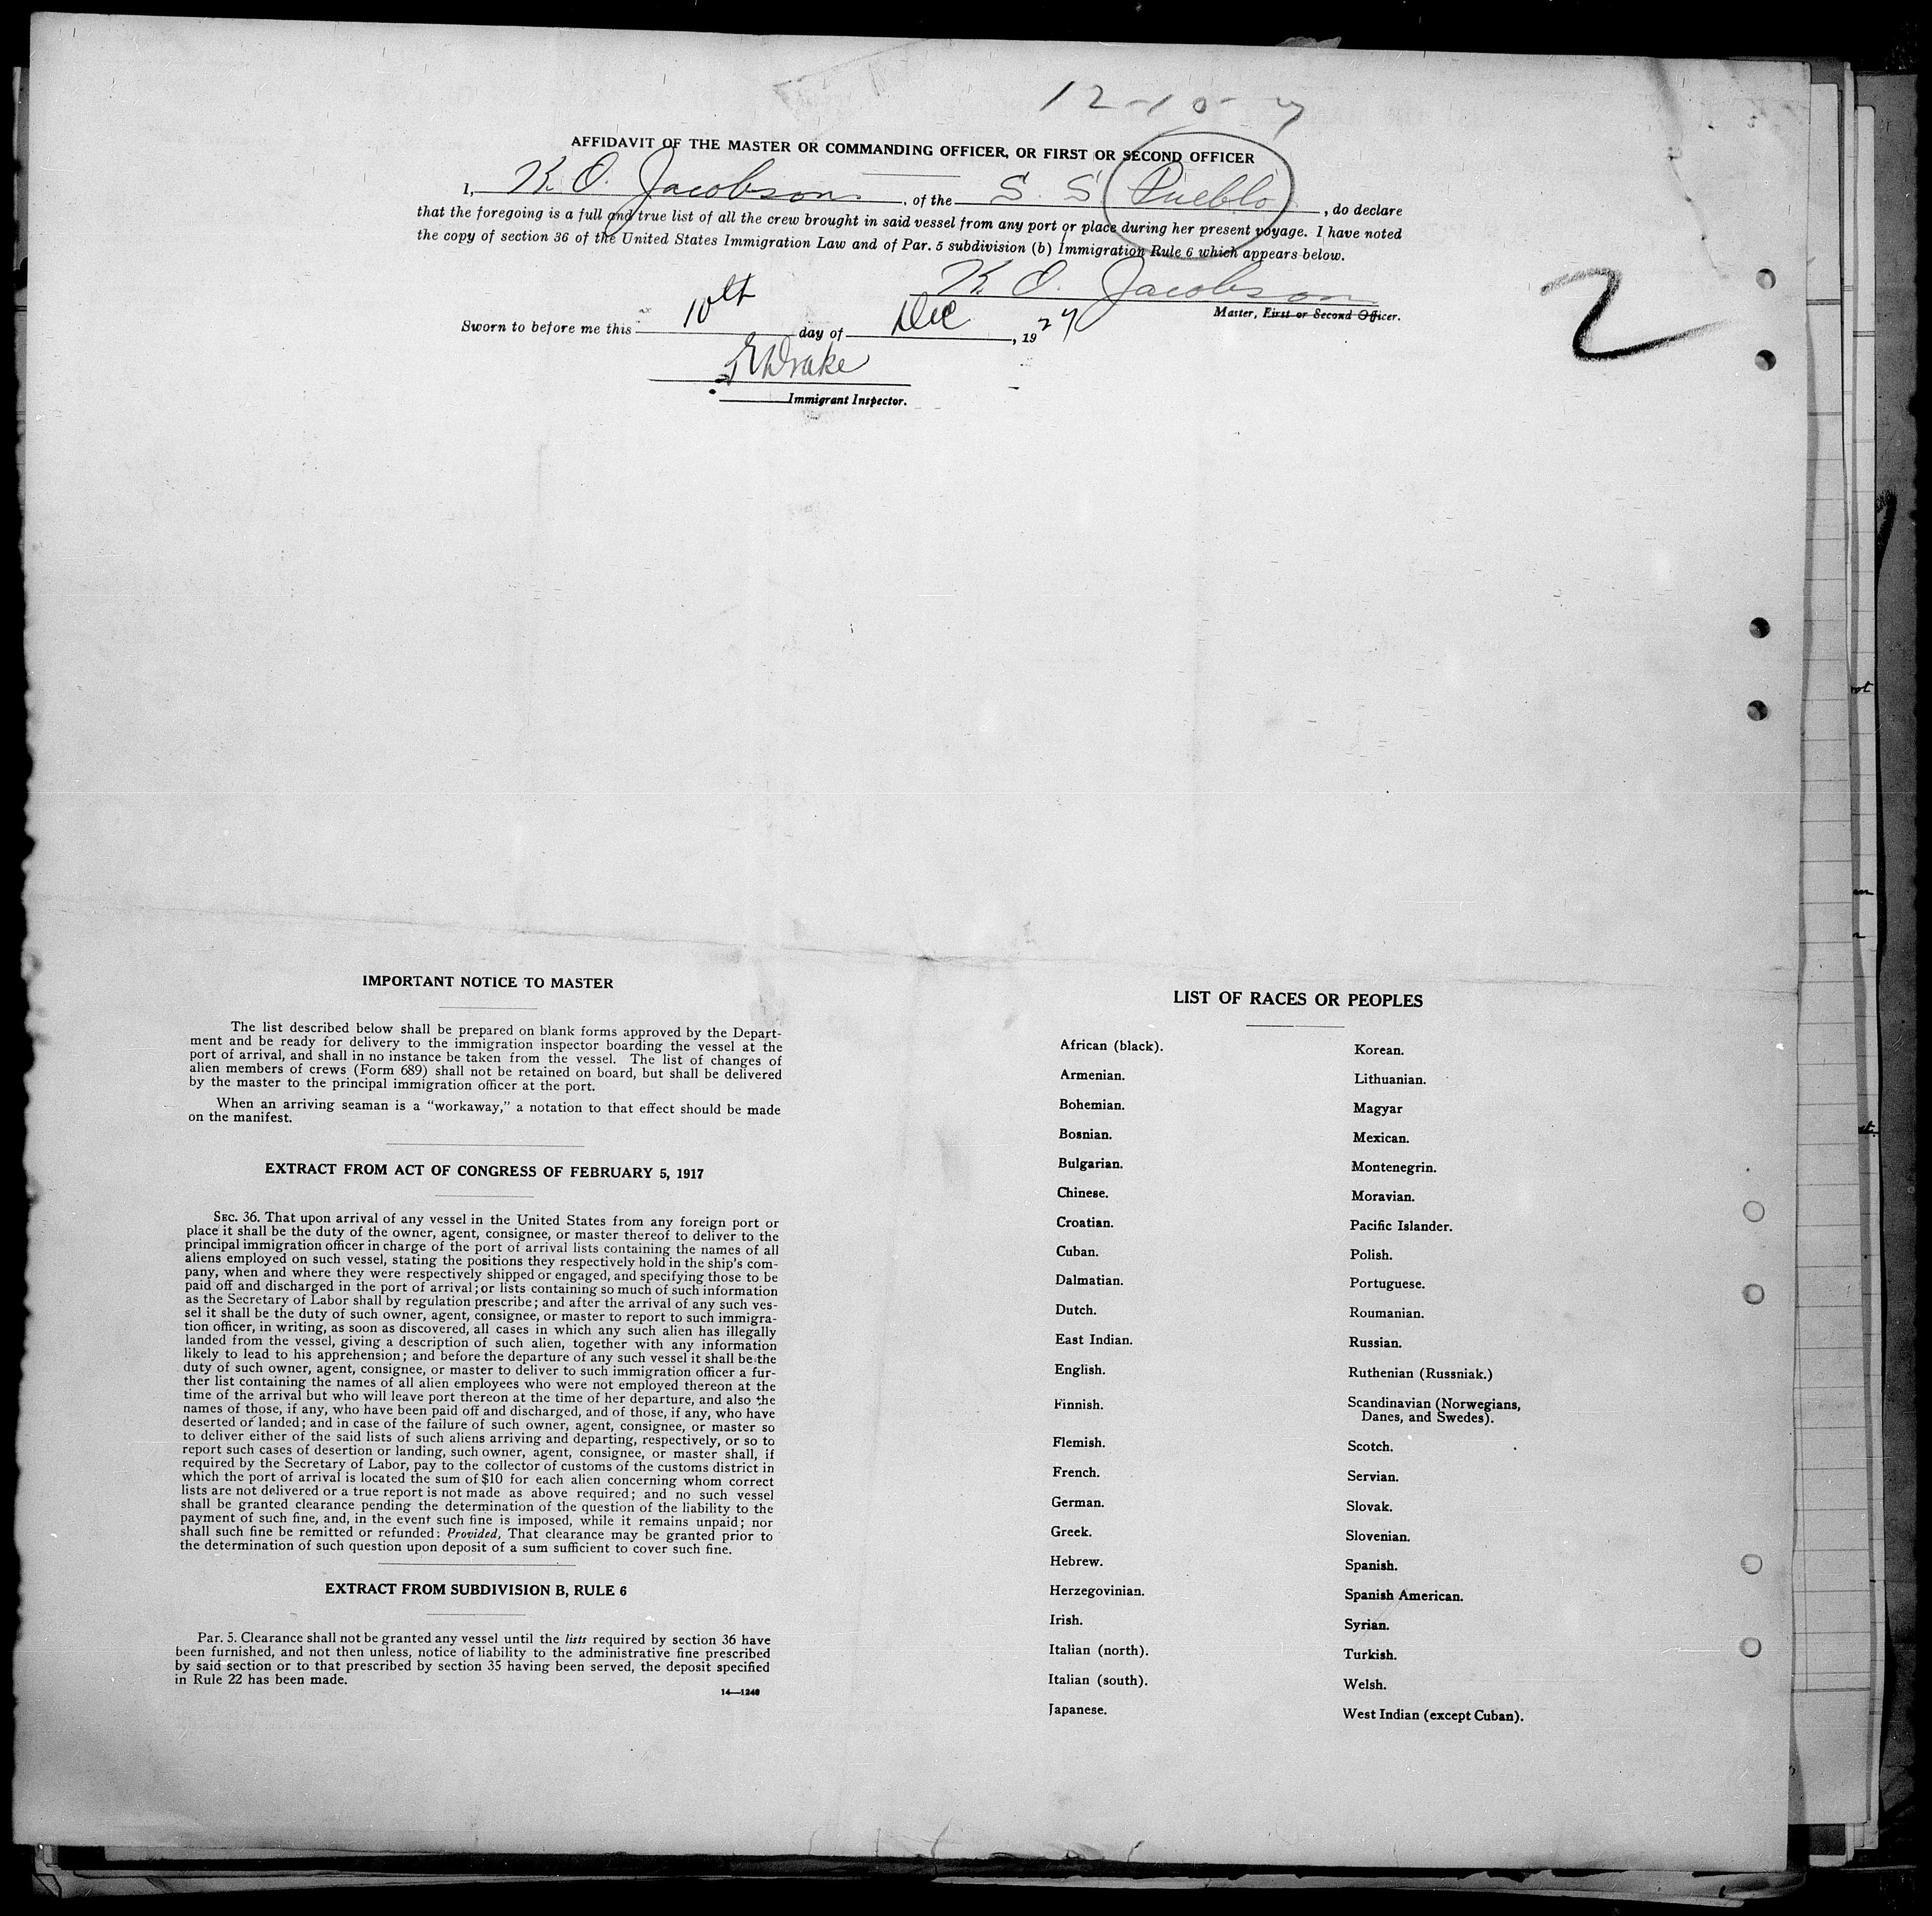 12-10-7
AFFIDAVIT OF THE MASTER OR COMMANDING OFFICER, OR FIRST OR SECOND OFFICER
I, K. O. Jacobson, of the S. S Pueblo, do declare
that the foregoing is a full and true list of all the crew brought in said vessel from any port or place during her present voyage. I have noted
the copy of section 36 of the United States Immigration Law and of Par. 5 subdivision (b) Immigration Rule 6 which appears below.
K. O. Jacobson
Master, First or Second Officer.
2
Sworn to before me this 10th day of Dec, 1927
Drake
Immigrant Inspector.
IMPORTANT NOTICE TO MASTER
The list described below shall be prepared on blank forms approved by the Depart-
ment and be ready for delivery to the immigration inspector boarding the vessel at the
port of arrival, and shall in no instance be taken from the vessel. The list of changes of
alien members of crews (Form 689) shall not be retained on board, but shall be delivered
by the master to the principal immigration officer at the port.
When an arriving seaman is a "workaway," a notation to that effect should be made
on the manifest.
EXTRACT FROM ACT OF CONGRESS OF FEBRUARY 5, 1917
SEC. 36. That upon arrival of any vessel in the United States from any foreign port or
place it shall be the duty of the owner, agent, consignee, or master thereof to deliver to the
principal immigration officer in charge of the port of arrival lists containing the names of all
aliens employed on such vessel, stating the positions they respectively hold in the ship's com-
pany, when and where they were respectively shipped or engaged, and specifying those to be
paid off and discharged in the port of arrival; or lists containing so much of such information
as the Secretary of Labor shall by regulation prescribe; and after the arrival of any such ves-
sel it shall be the duty of such owner, agent, consignee, or master to report to such immigra-
tion officer, in writing, as soon as discovered, all cases in which any such alien has illegally
landed from the vessel, giving a description of such alien, together with any information
likely to lead to his apprehension; and before the departure of any such vessel it shall be the
duty of such owner, agent, consignee, or master to deliver to such immigration officer a fur-
ther list containing the names of all alien employees who were not employed thereon at the
time of the arrival but who will leave port thereon at the time of her departure, and also the
names of those, if any, who have been paid off and discharged, and of those, if any, who have
deserted or landed; and in case of the failure of such owner, agent, consignee, or master so
to deliver either of the said lists of such aliens arriving and departing, respectively, or so to
report such cases of desertion or landing, such owner, agent, consignee, or master shall, if
required by the Secretary of Labor, pay to the collector of customs of the customs district in
which the port of arrival is located the sum of $10 for each alien concerning whom correct
lists are not delivered or a true report is not made as above required; and no such vessel
shall be granted clearance pending the determination of the question of the liability to the
payment of such fine, and, in the event such fine is imposed, while it remains unpaid; nor
shall such fine be remitted or refunded: Provided, That clearance may be granted prior to
the determination of such question upon deposit of a sum sufficient to cover such fine.
EXTRACT FROM SUBDIVISION B, RULE 6
Par. 5. Clearance shall not be granted any vessel until the lists required by section 36 have
been furnished, and not then unless, notice of liability to the administrative fine prescribed
by said section or to that prescribed by section 35 having been served, the deposit specified
in Rule 22 has been made.
14—1240
LIST OF RACES OR PEOPLES
African (black).
Armenian.
Bohemian.
Bosnian.
Bulgarian.
Chinese.
Croatian.
Cuban.
Dalmatian.
Dutch.
East Indian.
English.
Finnish.
Flemish.
French.
German.
Greek.
Hebrew.
Herzegovinian.
Irish.
Italian (north).
Italian (south).
Japanese.
Korean.
Lithuanian.
Magyar
Mexican.
Montenegrin.
Moravian.
Pacific Islander.
Polish.
Portuguese.
Roumanian.
Russian.
Ruthenian (Russniak.)
Scandinavian (Norwegians,
Danes, and Swedes).
Scotch.
Servian.
Slovak.
Slovenian.
Spanish.
Spanish American.
Syrian.
Turkish.
Welsh.
West Indian (except Cuban).